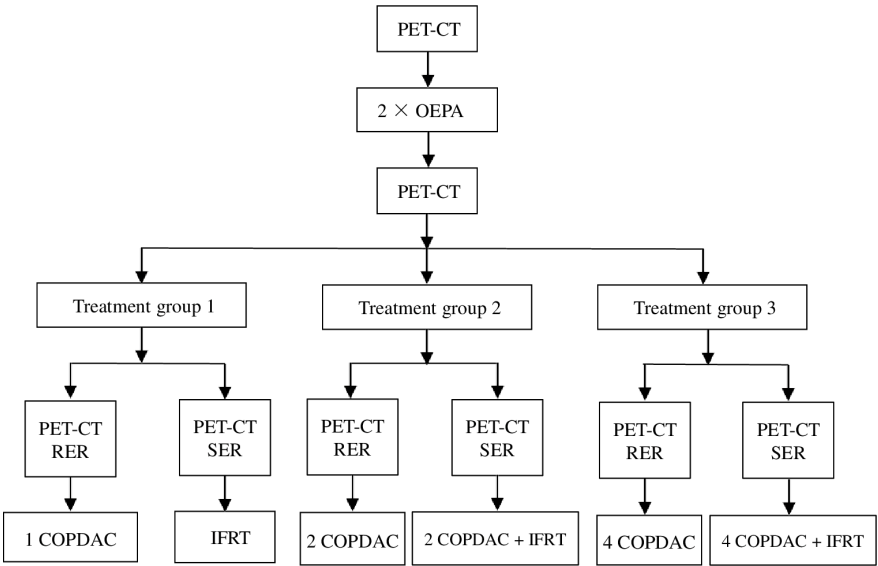 PET-CT
2 × OEPA
PET-CT
Treatment group 1
Treatment group 2
Treatment group 3
PET-CT
RER
PET-CT
SER
PET-CT
RER
PET-CT
SER
PET-CT
RER
PET-CT
SER
1 COPDAC
IFRT
2 COPDAC
2 COPDAC + IFRT
4 COPDAC
4 COPDAC + IFRT